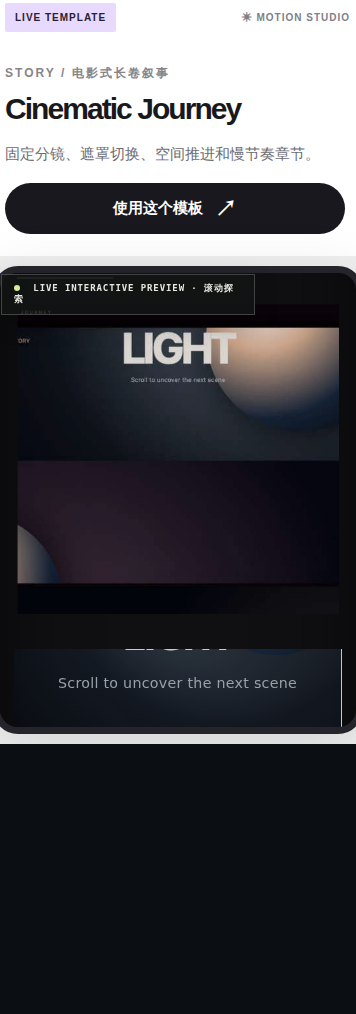 LIVE TEMPLATE
✷ MOTION STUDIO
STORY / 电影式长卷叙事
Cinematic Journey
固定分镜、遮罩切换、空间推进和慢节奏章节。
使用这个模板 ↗
LIVE INTERACTIVE PREVIEW · 滚动探
索
JOURNEY
ORY
LIGHT
Scroll to uncover the next scene
LIGHT
Scroll to uncover the next scene